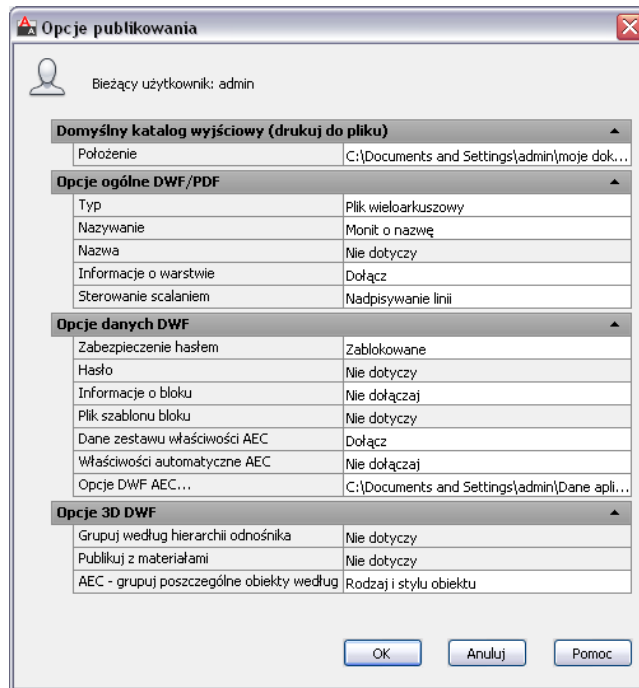 Opcje publikowania
Bieżący użytkownik: admin
Domyślny katalog wyjściowy (drukuj do pliku)
Położenie C:\Documents and Settings\admin\moje dok...
Opcje ogólne DWF/PDF
Typ Plik wieloarkuszowy
Nazywanie Monit o nazwę
Nazwa Nie dotyczy
Informacje o warstwie Dołącz
Sterowanie scalaniem Nadpisywanie linii
Opcje danych DWF
Zabezpieczenie hasłem Zablokowane
Hasło Nie dotyczy
Informacje o bloku Nie dołączaj
Plik szablonu bloku Nie dotyczy
Dane zestawu właściwości AEC Dołącz
Właściwości automatyczne AEC Nie dołączaj
Opcje DWF AEC... C:\Documents and Settings\admin\Dane apli...
Opcje 3D DWF
Grupuj według hierarchii odnośnika Nie dotyczy
Publikuj z materiałami Nie dotyczy
AEC - grupuj poszczególne obiekty według Rodzaj i stylu obiektu
OK Anuluj Pomoc